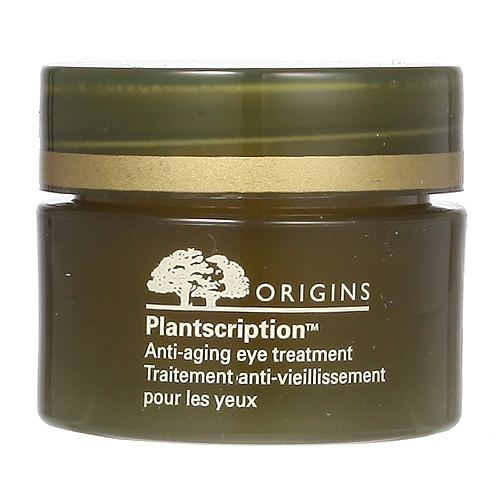 ORIGINS
Plantscription™
Anti-aging eye treatment
Traitement anti-vieillissement
pour les yeux